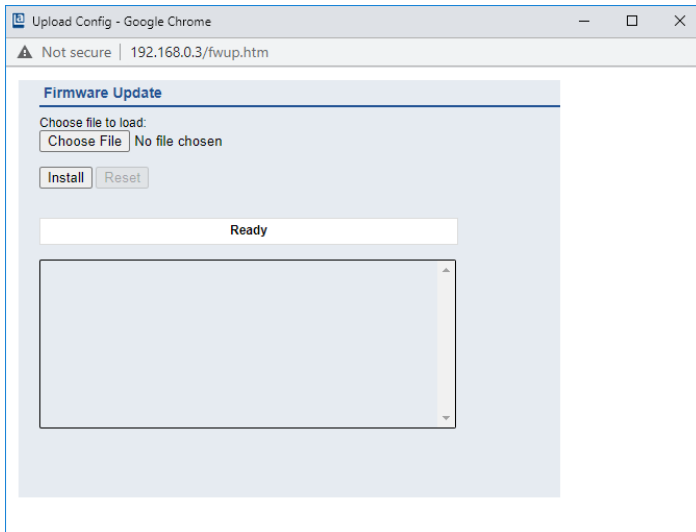 Upload Config - Google Chrome
Not secure | 192.168.0.3/fwup.htm
Firmware Update
Choose file to load:
Choose File No file chosen
Install Reset
Ready